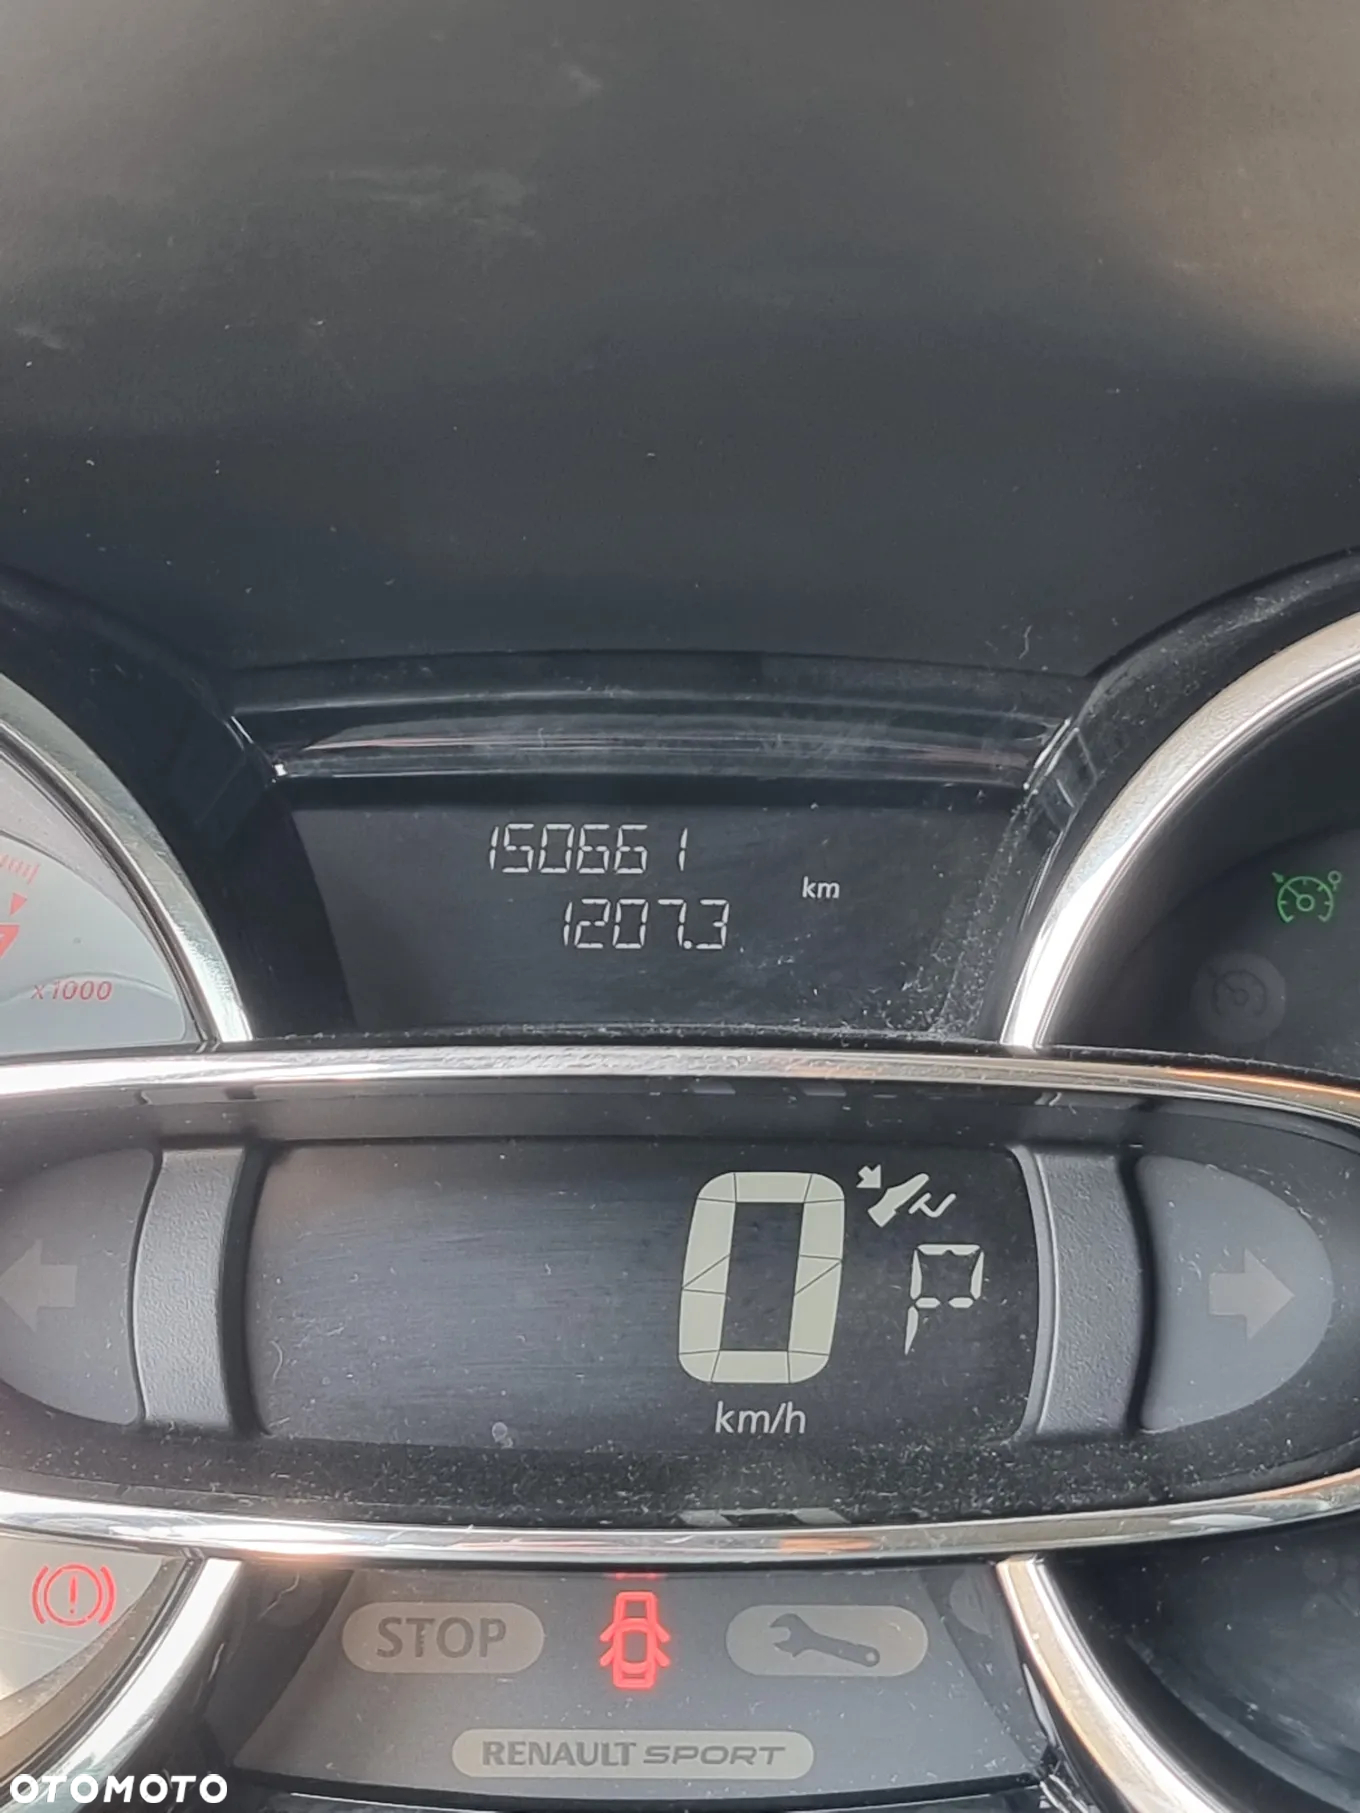 150661
km
1207.3
x1000
0
P
km/h
STOP
RENAULT SPORT
OTOMOTO